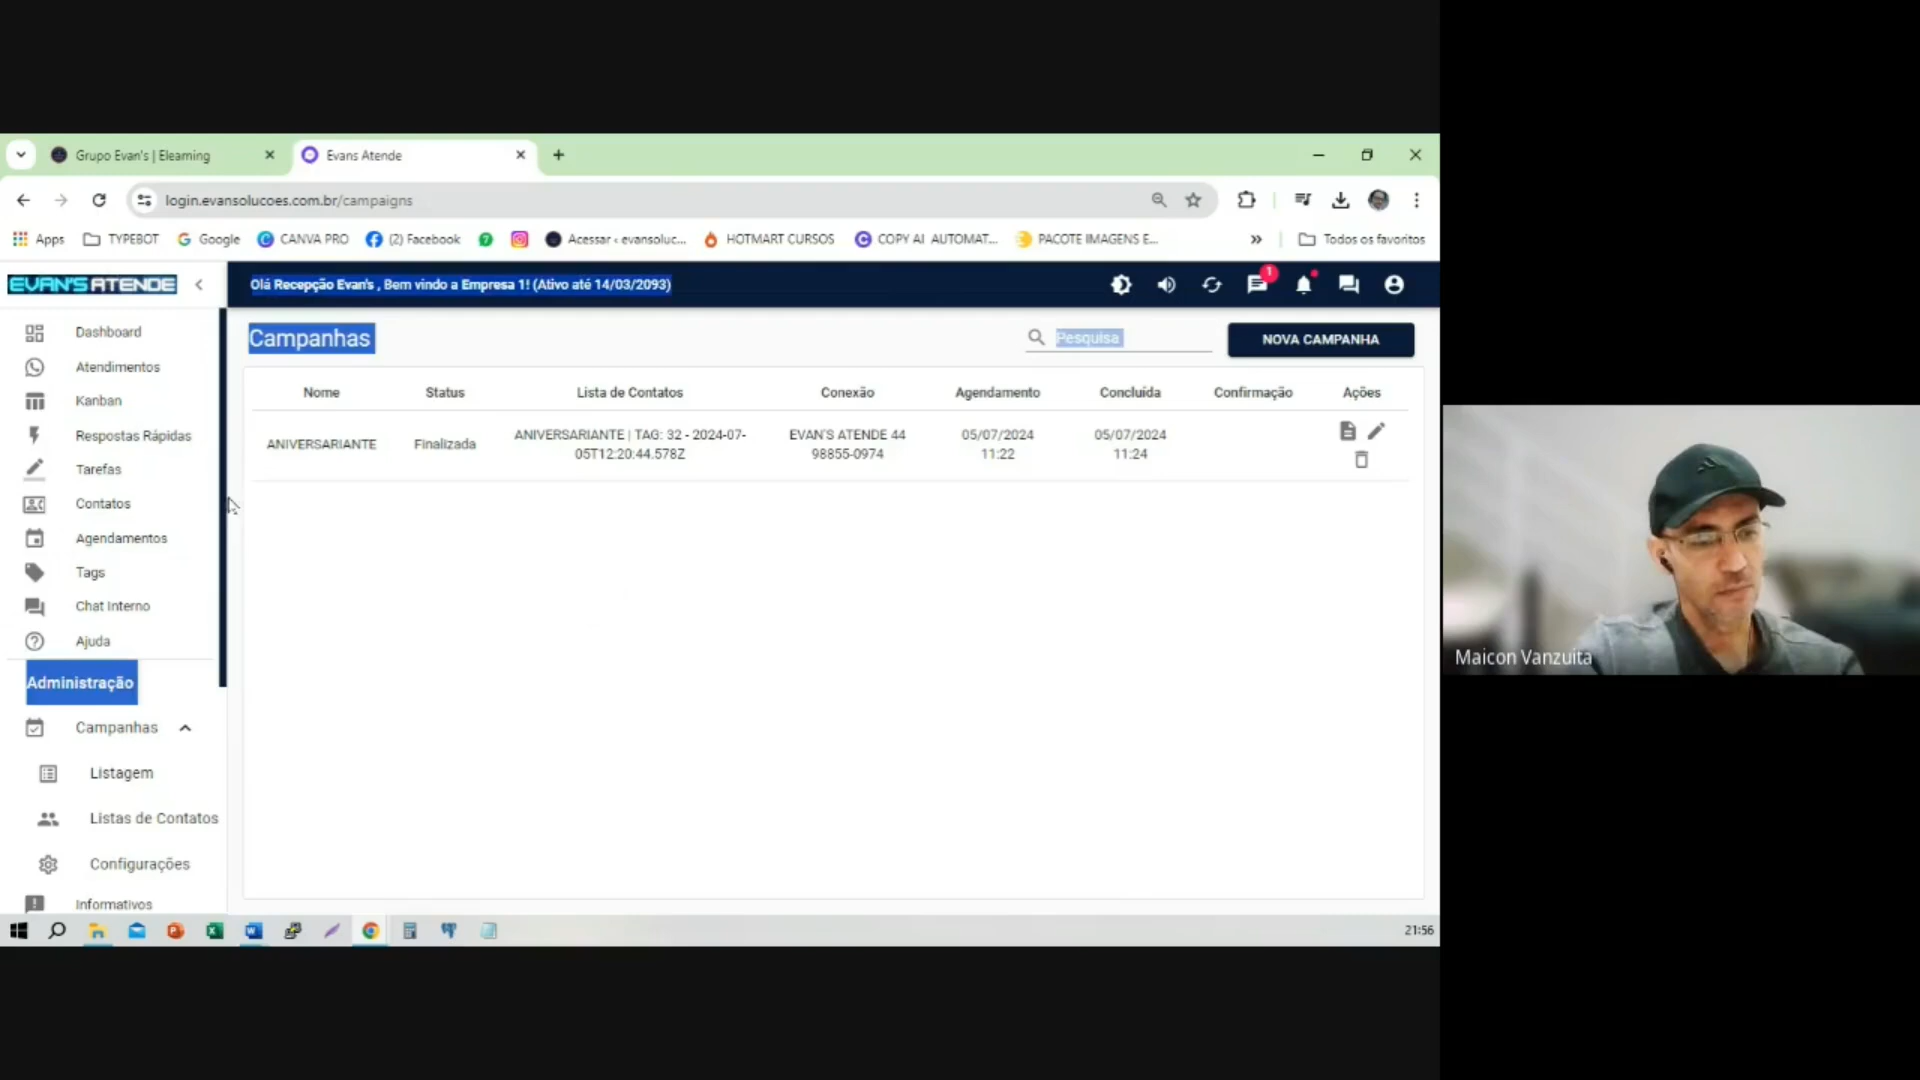 Grupo Evan's | Elearning
Evans Atende
login.evansolucoes.com.br/campaigns
Apps
TYPEBOT
Google
CANVA PRO
(2) Facebook
Acessar ‹ evansoluc...
HOTMART CURSOS
COPY AI AUTOMAT...
PACOTE IMAGENS E...
Todos os favoritos
EVAN'S ATENDE
Olá Recepção Evan's , Bem vindo a Empresa 1! (Ativo até 14/03/2093)
1
Dashboard
Atendimentos
Kanban
Respostas Rápidas
Tarefas
Contatos
Agendamentos
Tags
Chat Interno
Ajuda
Administração
Campanhas
Listagem
Listas de Contatos
Configurações
Informativos
Campanhas
Pesquisa
NOVA CAMPANHA
Nome Status Lista de Contatos Conexão Agendamento Concluída Confirmação Ações
ANIVERSARIANTE
Finalizada
ANIVERSARIANTE | TAG: 32 - 2024-07-
05T12:20:44.578Z
EVAN'S ATENDE 44
98855-0974
05/07/2024
11:22
05/07/2024
11:24
21:56
Maicon Vanzuita